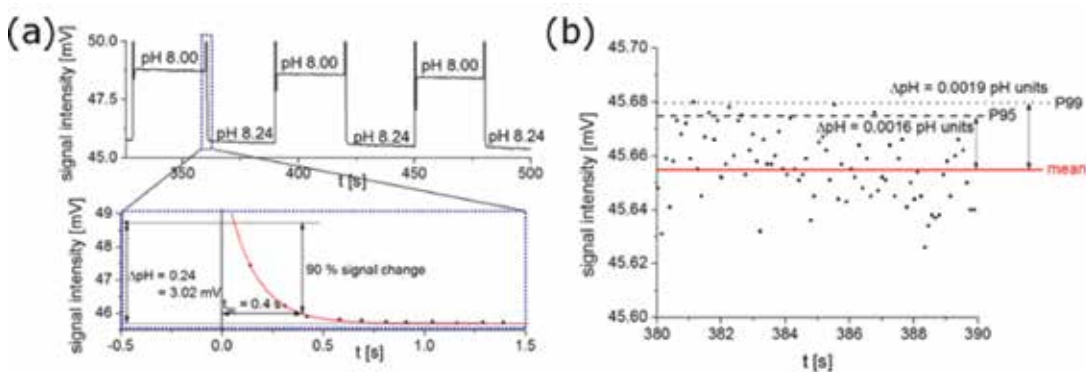 (a)
signal intensity [mV]
50.0
47.5
45.0
pH 8.00
pH 8.00
pH 8.00
pH 8.24
pH 8.24
pH 8.24
350
400
450
500
t [s]
signal intensity [mV]
49
48
47
46
ΔpH = 0.24
= 3.02 mV
90 % signal change
= 0.4 s
-0.5
0.0
0.5
1.0
1.5
t [s]
(b)
signal intensity [mV]
45.70
45.68
45.66
45.64
45.62
45.60
ΔpH = 0.0019 pH units
P99
P95
ΔpH = 0.0016 pH units
mean
380
382
384
386
388
390
t [s]